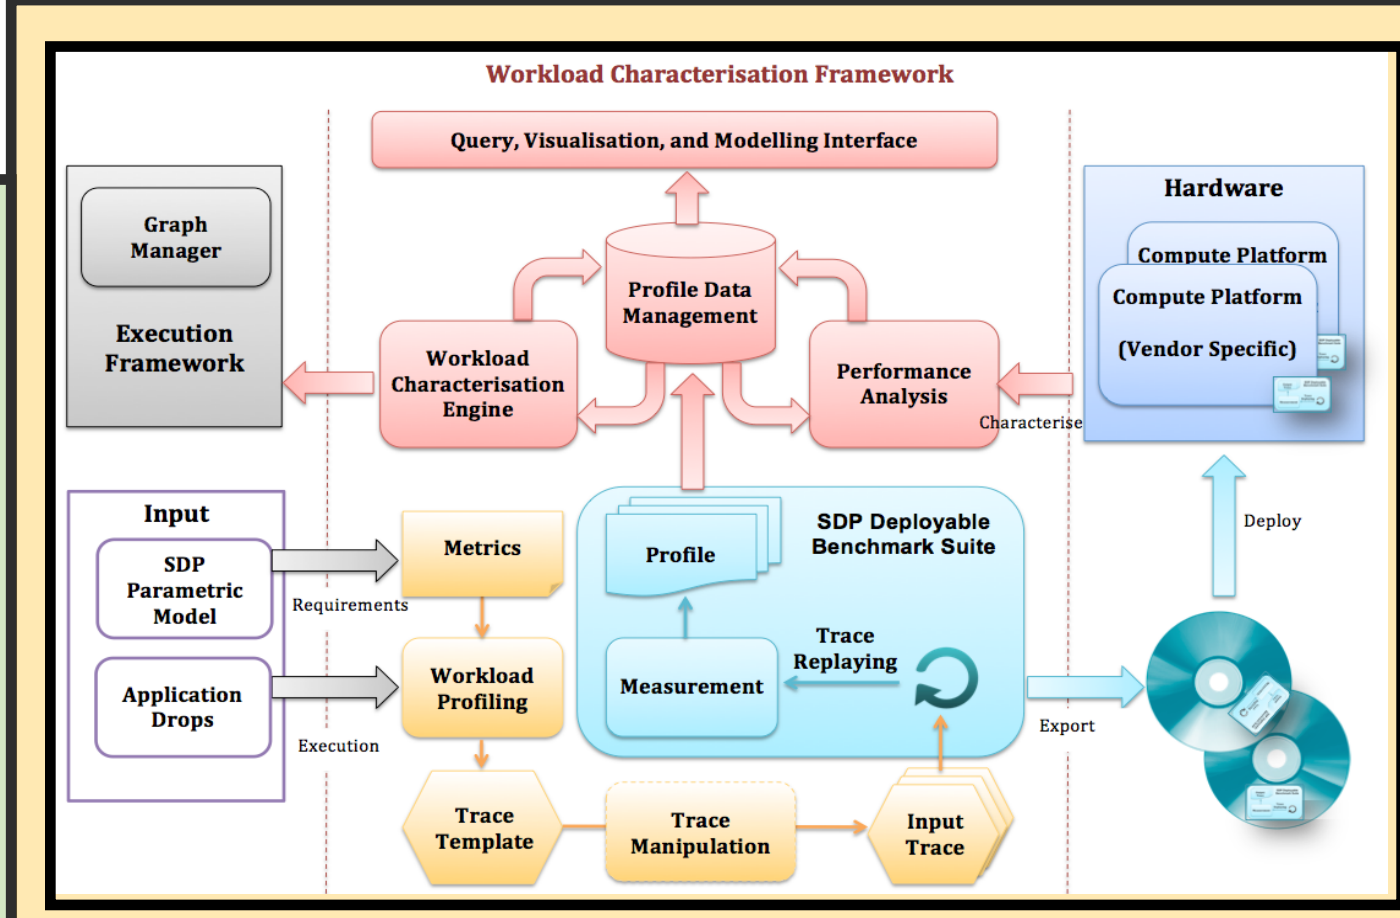 Workload Characterisation Framework
Query, Visualisation, and Modelling Interface
Graph
Manager
Execution
Framework
Profile Data
Management
Workload
Characterisation
Engine
Performance
Analysis
Characterise
Hardware
Compute Platform
Compute Platform
(Vendor Specific)
Input
SDP
Parametric
Model
Application
Drops
Requirements
Execution
Metrics
Workload
Profiling
Trace
Template
Trace
Manipulation
Input
Trace
SDP Deployable
Benchmark Suite
Profile
Measurement
Trace
Replaying
Export
Deploy